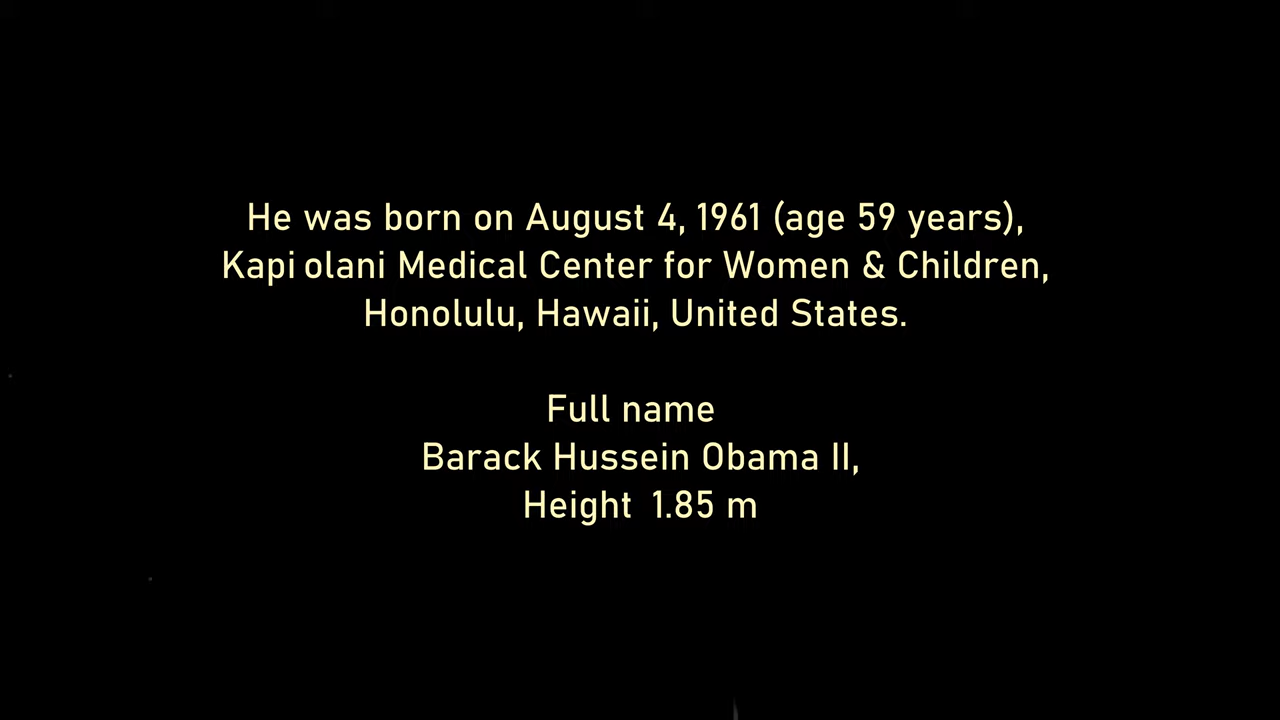 He was born on August 4, 1961 (age 59 years),
Kapi olani Medical Center for Women & Children,
Honolulu, Hawaii, United States.
Full name
Barack Hussein Obama II,
Height 1.85 m